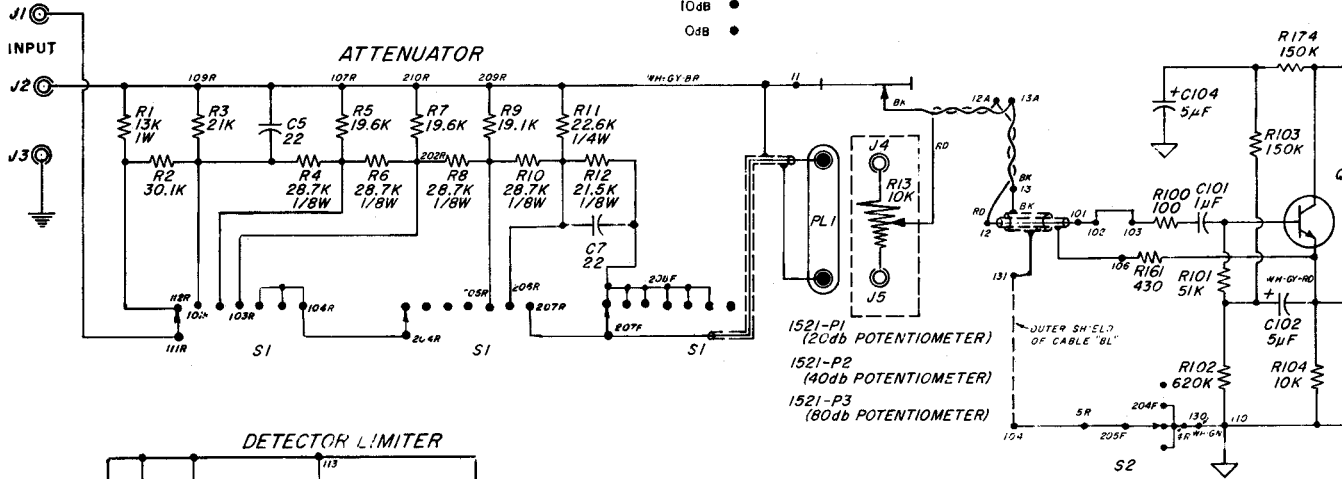 10dB
0dB
J1
INPUT
J2
J3
ATTENUATOR
109R
107R
210R
209R
WH-GY-BR
11
R1
13K
1W
R3
21K
C5
22
R5
19.6K
R7
19.6K
R9
19.1K
R11
22.6K
1/4W
202R
R2
30.1K
R4
28.7K
1/8W
R6
28.7K
1/8W
R8
28.7K
1/8W
R10
28.7K
1/8W
R12
21.5K
1/8W
C7
22
112R
103R
104R
111R
S1
204R
S1
206R
207R
207F
S1
PL1
J4
R13
10K
J5
1521-P1
(20db POTENTIOMETER)
1521-P2
(40db POTENTIOMETER)
1521-P3
(80db POTENTIOMETER)
BK
RD
12A
13A
BK
13
RD
12
BK
101
102
103
131
106
OUTER SHIELD
OF CABLE "BL"
104
5R
205F
204F
4R
130
WH-GN
110
S2
R174
150K
+C104
5µF
R103
150K
R100
100
C101
1µF
Q
R161
430
R101
51K
WH-GY-RD
+
C102
5µF
R102
620K
R104
10K
DETECTOR LIMITER
113